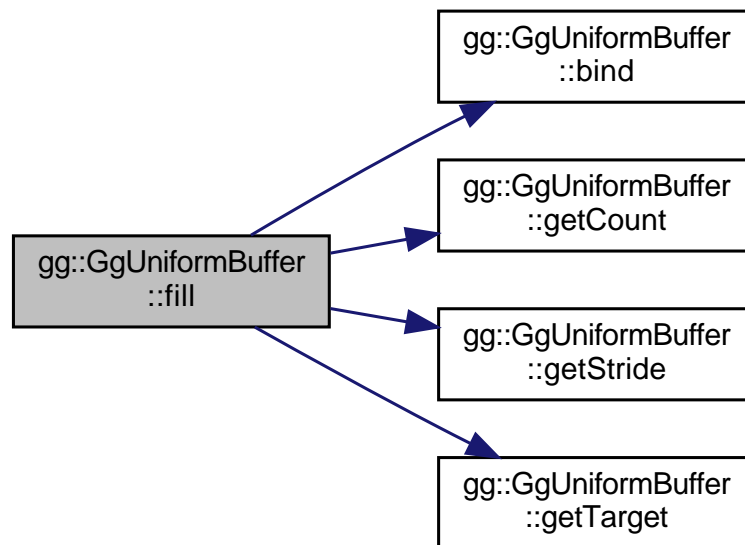 gg::GgUniformBuffer
::bind
gg::GgUniformBuffer
::getCount
gg::GgUniformBuffer
::fill
gg::GgUniformBuffer
::getStride
gg::GgUniformBuffer
::getTarget